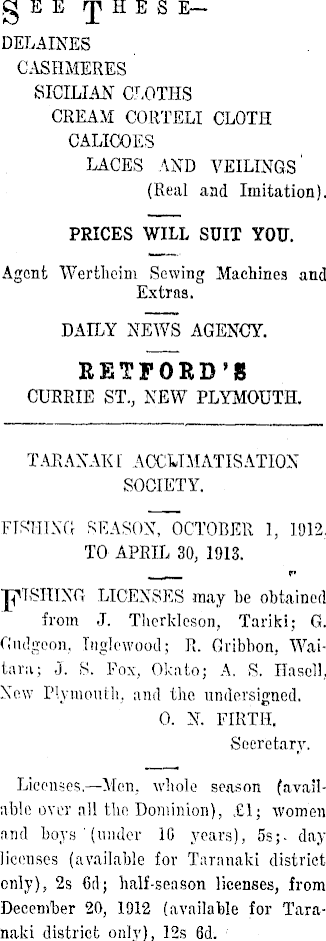 SEE THESE—
DELAINES
CASHMERES
SICILIAN CLOTHS
CREAM CORTELI CLOTH
CALICOES
LACES AND VEILINGS
(Real and Imitation).
PRICES WILL SUIT YOU.
Agent Wertheim Sewing Machines and
Extras.
DAILY NEWS AGENCY.
RETFORD'S
CURRIE ST., NEW PLYMOUTH.
TARANAKI ACCLIMATISATION
SOCIETY.
FISHING SEASON, OCTOBER 1, 1912,
TO APRIL 30, 1913.
FISHING LICENSES may be obtained
from J. Therkleson, Tariki; G.
Gudgeon, Inglewood; R. Gribbon, Wai-
tara; J. S. Fox, Okato; A. S. Hasell,
New Plymouth, and the undersigned.
O. N. FIRTH,
Secretary.
Licenses.—Men, whole season (avail-
able over all the Dominion), £1; women
and boys (under 16 years), 5s; day
licenses (available for Taranaki district
only), 2s 6d; half-season licenses, from
December 20, 1912 (available for Tara-
naki district only), 12s 6d.